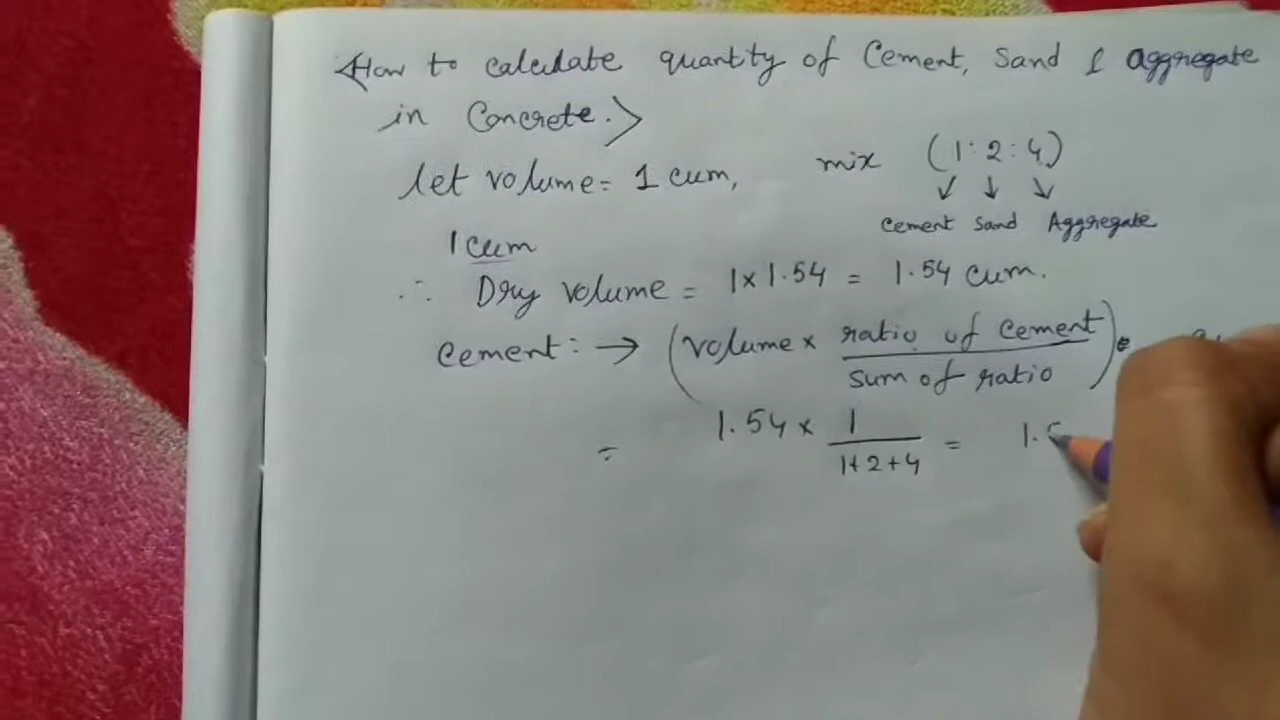 How to calculate quantity of Cement, Sand & aggregate
in Concrete.
let volume = 1 cum, mix (1:2:4)
Cement Sand Aggregate
1 cum
∴ Dry volume = 1 x 1.54 = 1.54 cum.
Cement: → (volume x ratio of cement / sum of ratio)
= 1.54 x 1 / 1+2+4 = 1.5